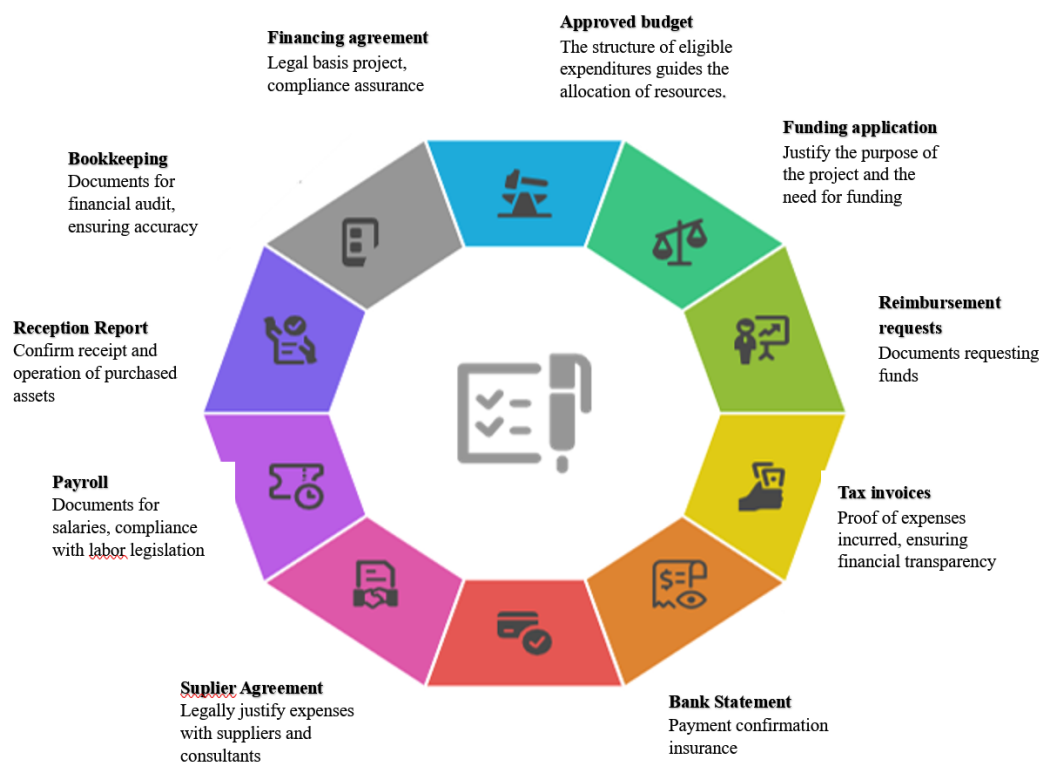 Approved budget
The structure of eligible
expenditures guides the
allocation of resources.
Financing agreement
Legal basis project,
compliance assurance
Funding application
Justify the purpose of
the project and the
need for funding
Bookkeeping
Documents for
financial audit,
ensuring accuracy
Reimbursement
requests
Documents requesting
funds
Reception Report
Confirm receipt and
operation of purchased
assets
Payroll
Documents for
salaries, compliance
with labor legislation
Tax invoices
Proof of expenses
incurred, ensuring
financial transparency
Suplier Agreement
Legally justify expenses
with suppliers and
consultants
Bank Statement
Payment confirmation
insurance
$=